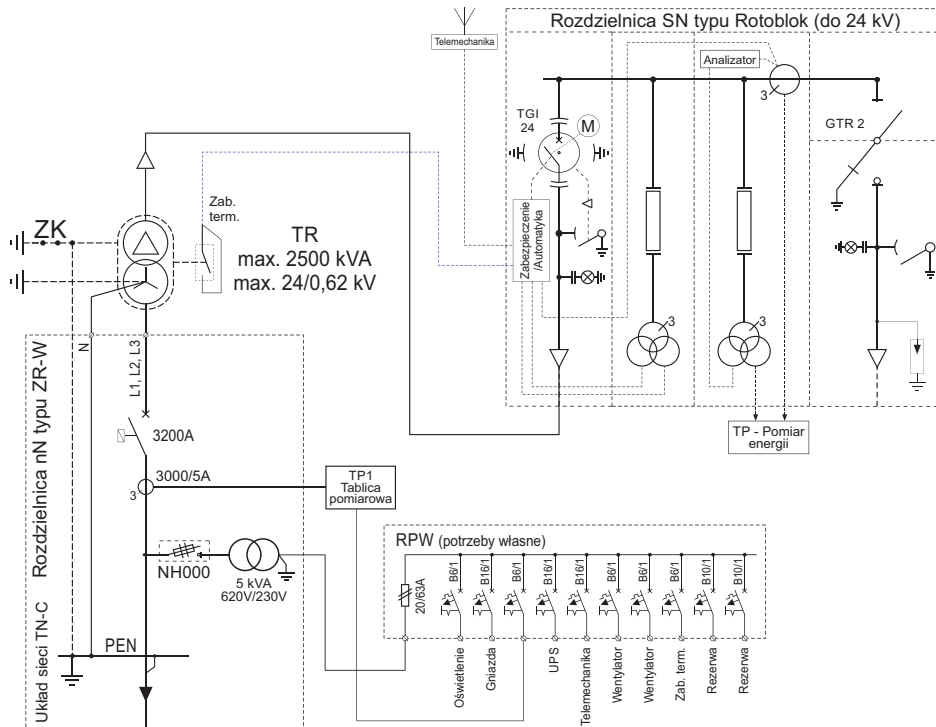 Rozdzielnica SN typu Rotoblok (do 24 kV)
Telemechanika
Analizator
3
TGI
24
M
GTR 2
Zabezpieczenie
/Automatyka
3
3
TP - Pomiar
energii
Zab.
term.
ZK
TR
max. 2500 kVA
max. 24/0,62 kV
N
L1, L2, L3
Rozdzielnica nN typu ZR-W
Układ sieci TN-C
3200A
3000/5A
3
TP1
Tablica
pomiarowa
NH000
5 kVA
620V/230V
PEN
RPW (potrzeby własne)
20/63A
B6/1
B16/1
B6/1
B16/1
B16/1
B6/1
B6/1
B6/1
B10/1
B10/1
Oświetlenie
Gniazda
UPS
Telemechanika
Wentylator
Wentylator
Zab. term.
Rezerwa
Rezerwa